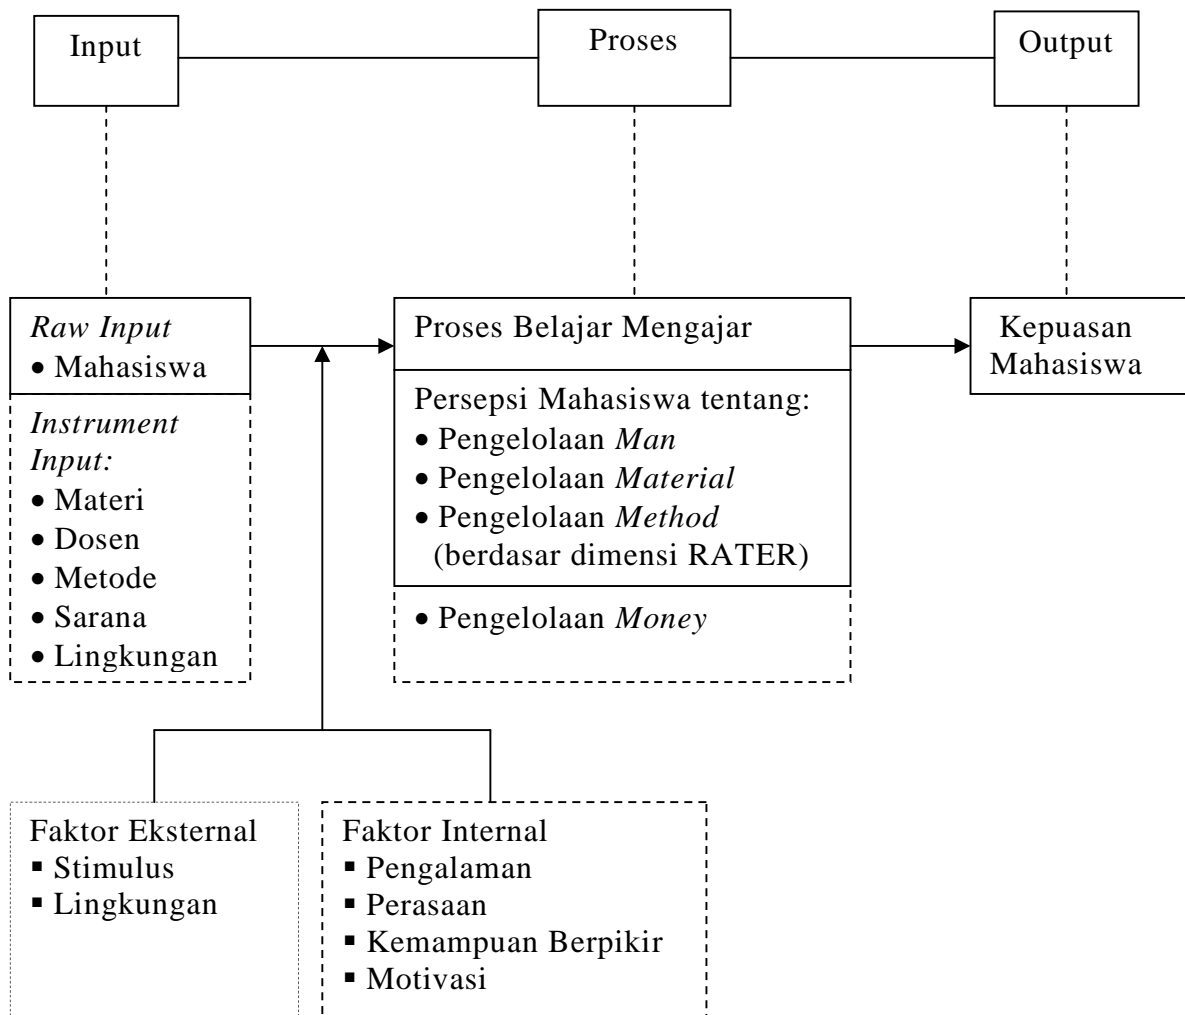 Input
Proses
Output
Raw Input
• Mahasiswa
Instrument
Input:
• Materi
• Dosen
• Metode
• Sarana
• Lingkungan
Proses Belajar Mengajar
Persepsi Mahasiswa tentang:
• Pengelolaan Man
• Pengelolaan Material
• Pengelolaan Method
(berdasar dimensi RATER)
• Pengelolaan Money
Kepuasan
Mahasiswa
Faktor Eksternal
▪ Stimulus
▪ Lingkungan
Faktor Internal
▪ Pengalaman
▪ Perasaan
▪ Kemampuan Berpikir
▪ Motivasi